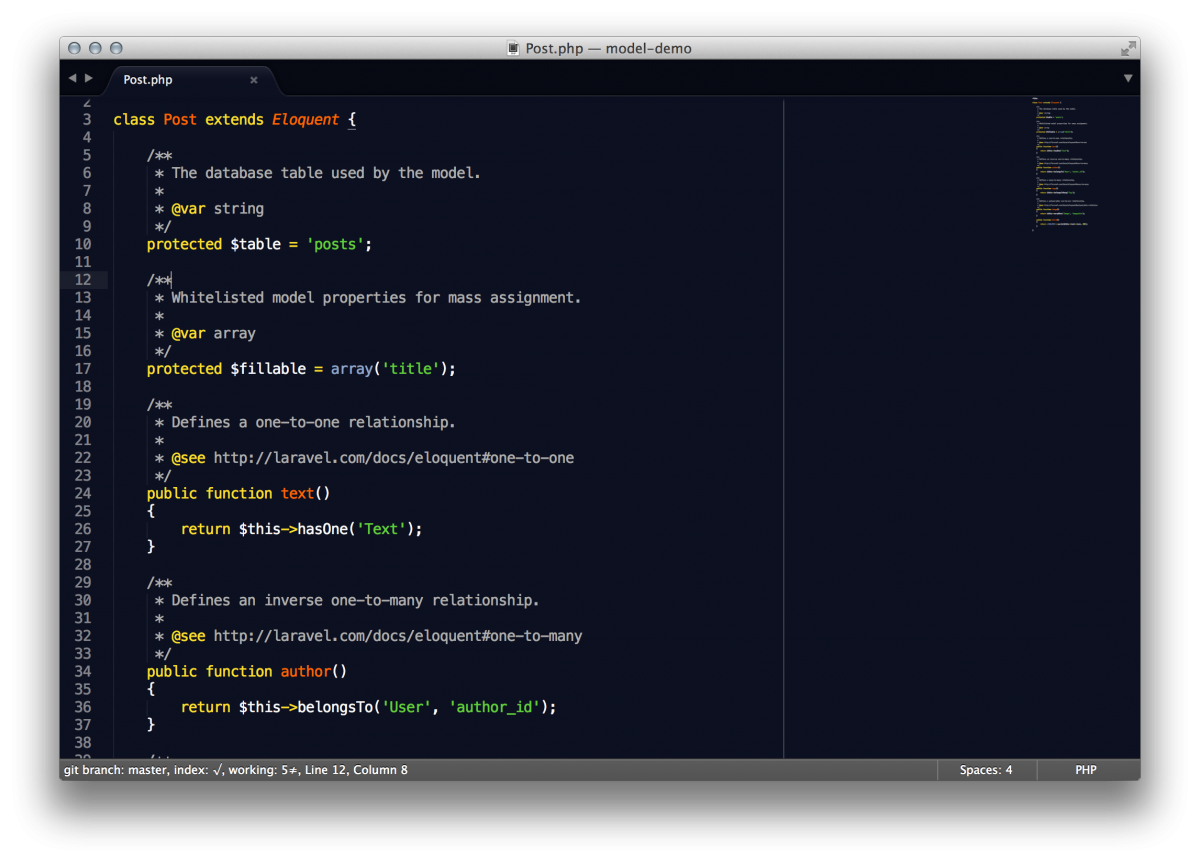 Post.php — model-demo
Post.php
2
3 class Post extends Eloquent {
4
5     /**
6      * The database table used by the model.
7      *
8      * @var string
9      */
10     protected $table = 'posts';
11
12     /**
13      * Whitelisted model properties for mass assignment.
14      *
15      * @var array
16      */
17     protected $fillable = array('title');
18
19     /**
20      * Defines a one-to-one relationship.
21      *
22      * @see http://laravel.com/docs/eloquent#one-to-one
23      */
24     public function text()
25     {
26         return $this->hasOne('Text');
27     }
28
29     /**
30      * Defines an inverse one-to-many relationship.
31      *
32      * @see http://laravel.com/docs/eloquent#one-to-many
33      */
34     public function author()
35     {
36         return $this->belongsTo('User', 'author_id');
37     }
38
39     /**
git branch: master, index: √, working: 5≠, Line 12, Column 8
Spaces: 4
PHP